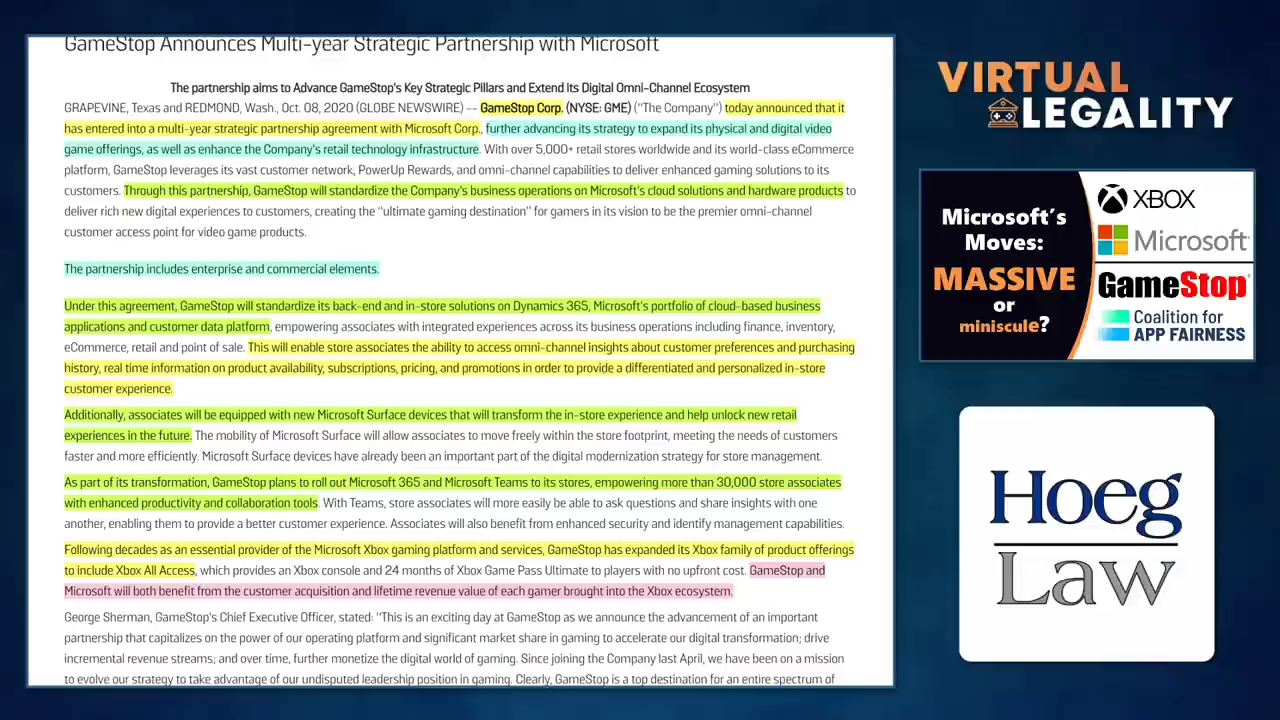 GameStop Announces Multi-year Strategic Partnership with Microsoft
The partnership aims to Advance GameStop's Key Strategic Pillars and Extend Its Digital Omni-Channel Ecosystem
GRAPEVINE, Texas and REDMOND, Wash., Oct. 08, 2020 (GLOBE NEWSWIRE) -- GameStop Corp. (NYSE: GME) ("The Company") today announced that it
has entered into a multi-year strategic partnership agreement with Microsoft Corp., further advancing its strategy to expand its physical and digital video
game offerings, as well as enhance the Company's retail technology infrastructure. With over 5,000+ retail stores worldwide and its world-class eCommerce
platform, GameStop leverages its vast customer network, PowerUp Rewards, and omni-channel capabilities to deliver enhanced gaming solutions to its
customers. Through this partnership, GameStop will standardize the Company's business operations on Microsoft's cloud solutions and hardware products to
deliver rich new digital experiences to customers, creating the "ultimate gaming destination" for gamers in its vision to be the premier omni-channel
customer access point for video game products.
The partnership includes enterprise and commercial elements.
Under this agreement, GameStop will standardize its back-end and in-store solutions on Dynamics 365, Microsoft's portfolio of cloud-based business
applications and customer data platform, empowering associates with integrated experiences across its business operations including finance, inventory,
eCommerce, retail and point of sale. This will enable store associates the ability to access omni-channel insights about customer preferences and purchasing
history, real time information on product availability, subscriptions, pricing, and promotions in order to provide a differentiated and personalized in-store
customer experience.
Additionally, associates will be equipped with new Microsoft Surface devices that will transform the in-store experience and help unlock new retail
experiences in the future. The mobility of Microsoft Surface will allow associates to move freely within the store footprint, meeting the needs of customers
faster and more efficiently. Microsoft Surface devices have already been an important part of the digital modernization strategy for store management.
As part of its transformation, GameStop plans to roll out Microsoft 365 and Microsoft Teams to its stores, empowering more than 30,000 store associates
with enhanced productivity and collaboration tools. With Teams, store associates will more easily be able to ask questions and share insights with one
another, enabling them to provide a better customer experience. Associates will also benefit from enhanced security and identify management capabilities.
Following decades as an essential provider of the Microsoft Xbox gaming platform and services, GameStop has expanded its Xbox family of product offerings
to include Xbox All Access, which provides an Xbox console and 24 months of Xbox Game Pass Ultimate to players with no upfront cost. GameStop and
Microsoft will both benefit from the customer acquisition and lifetime revenue value of each gamer brought into the Xbox ecosystem.
George Sherman, GameStop's Chief Executive Officer, stated: "This is an exciting day at GameStop as we announce the advancement of an important
partnership that capitalizes on the power of our operating platform and significant market share in gaming to accelerate our digital transformation; drive
incremental revenue streams; and over time, further monetize the digital world of gaming. Since joining the Company last April, we have been on a mission
to evolve our strategy to take advantage of our undisputed leadership position in gaming. Clearly, GameStop is a top destination for an entire spectrum of
VIRTUAL
LEGALITY
Microsoft's
Moves:
MASSIVE
or
miniscule?
XBOX
Microsoft
GameStop
Coalition for
APP FAIRNESS
Hoeg
Law